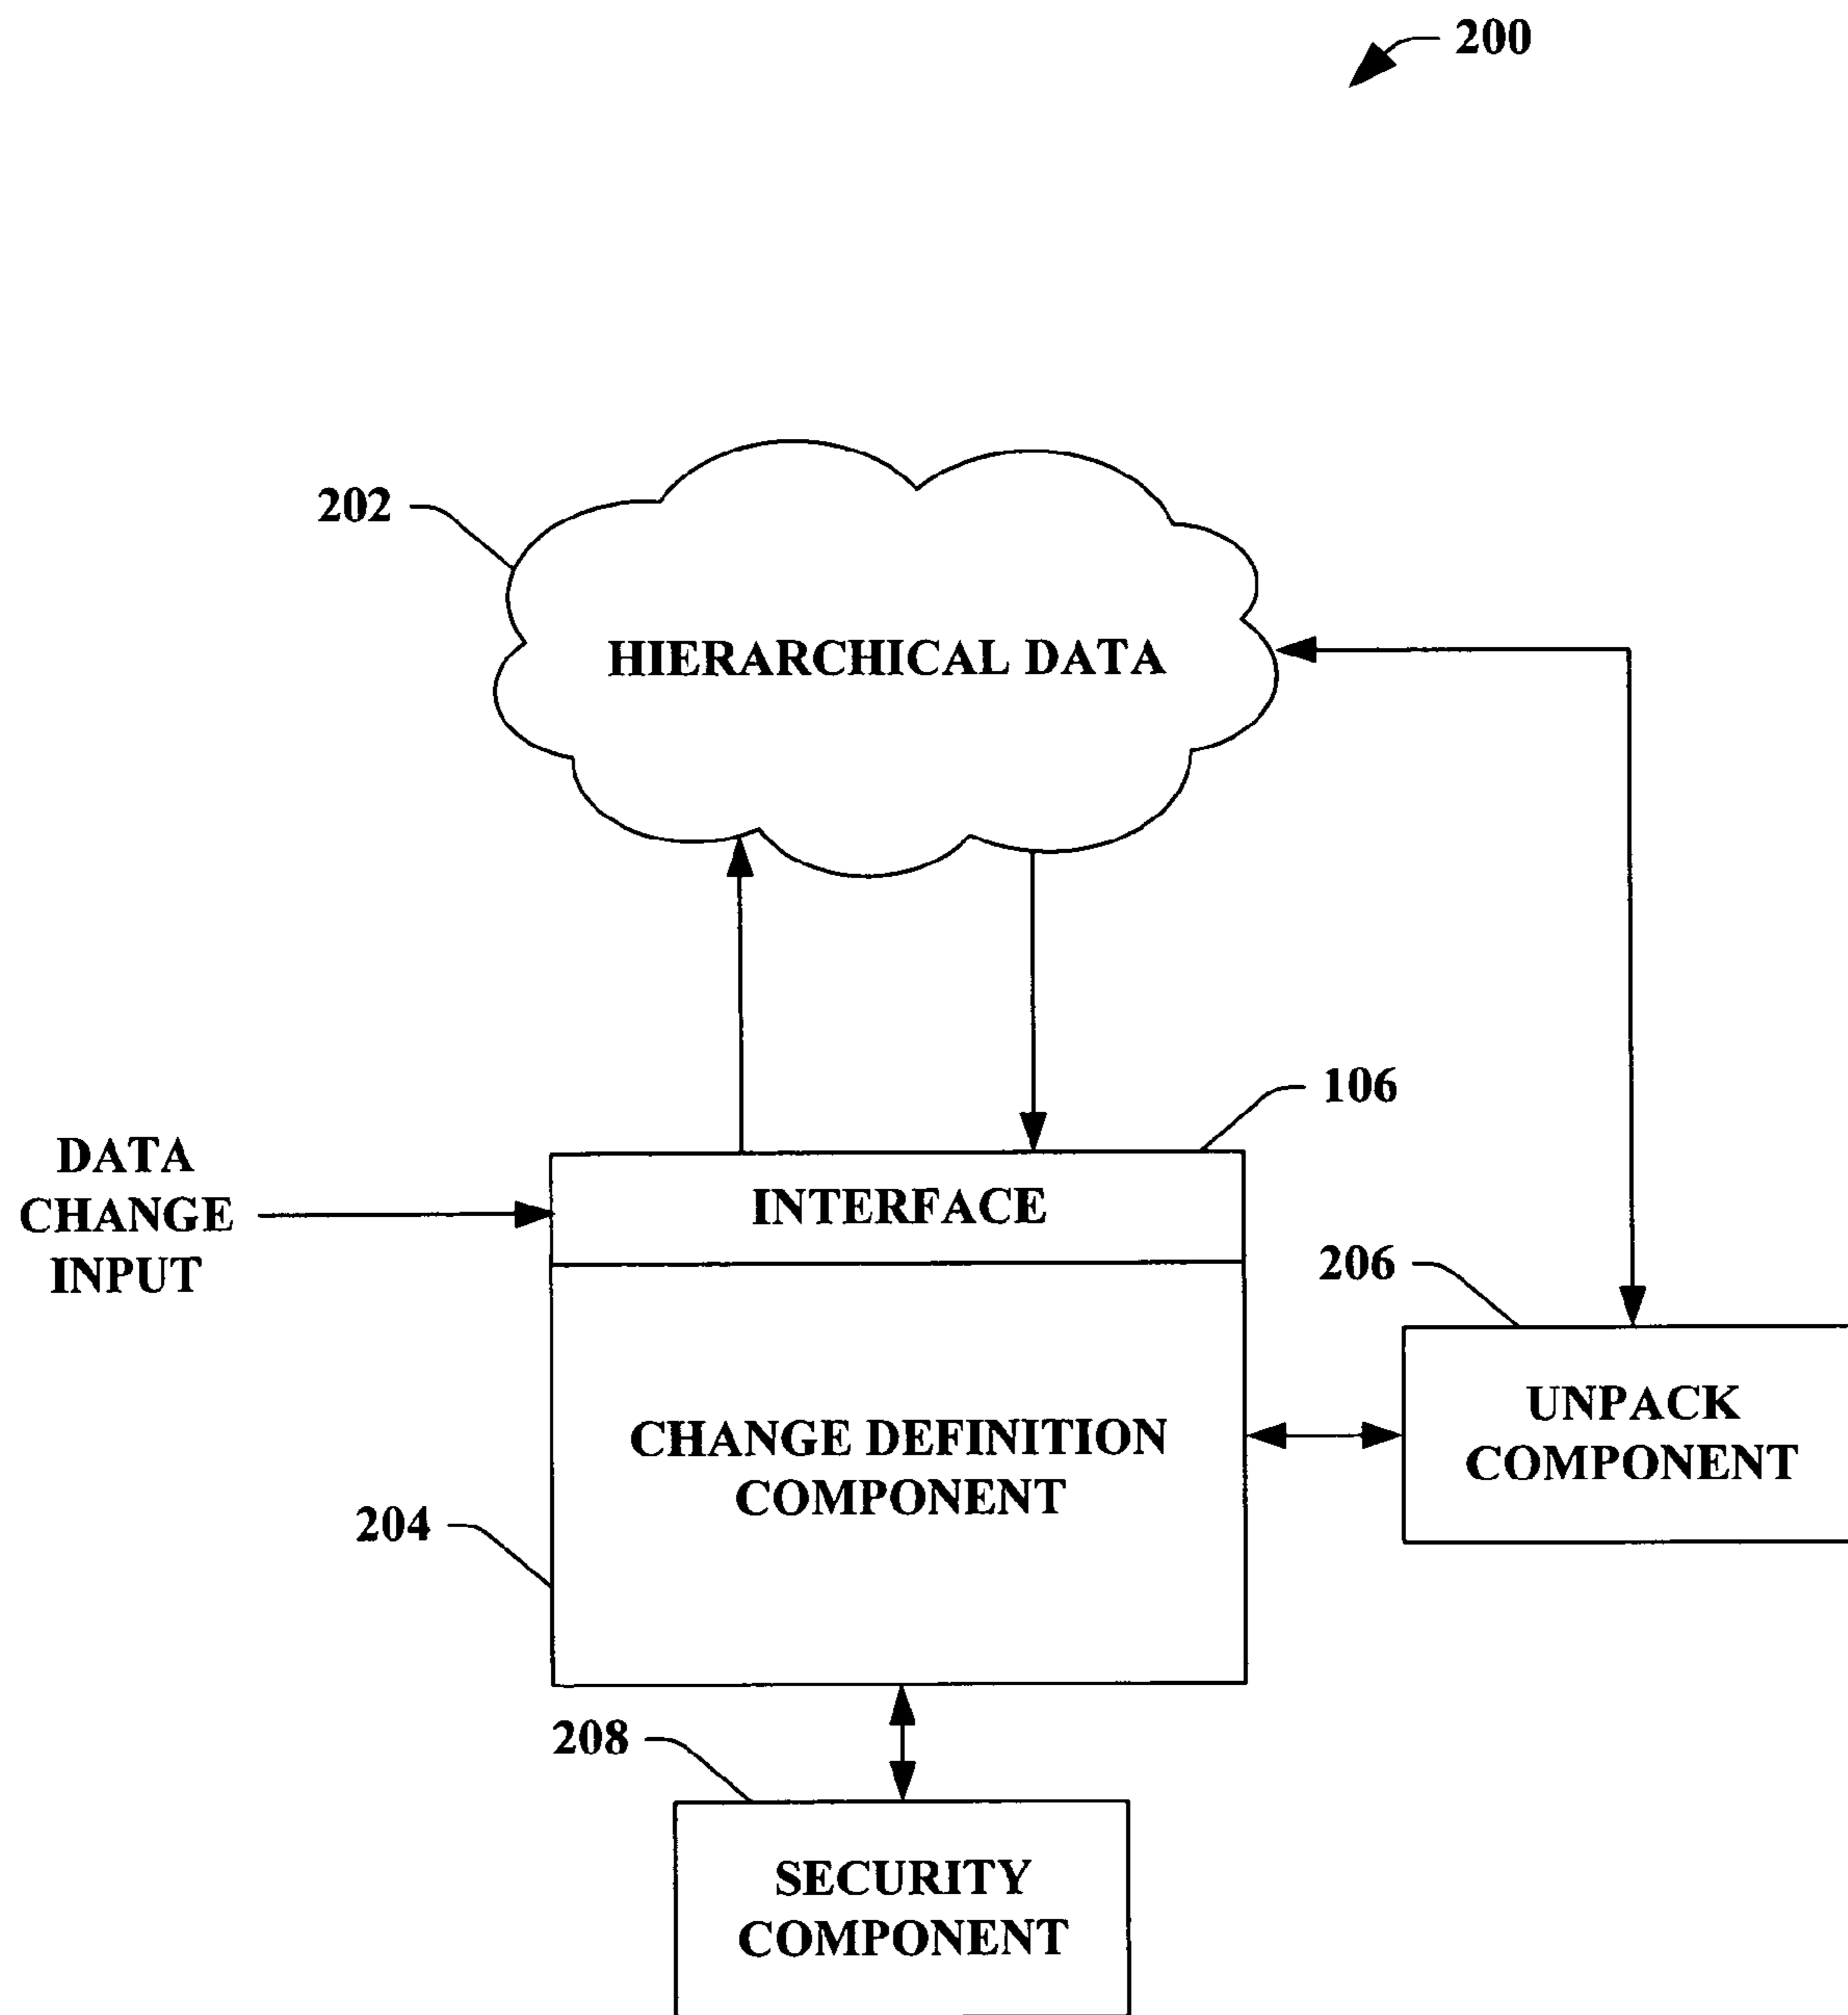 200
202
HIERARCHICAL DATA
106
DATA
CHANGE
INPUT
INTERFACE
206
UNPACK
COMPONENT
CHANGE DEFINITION
COMPONENT
204
208
SECURITY
COMPONENT